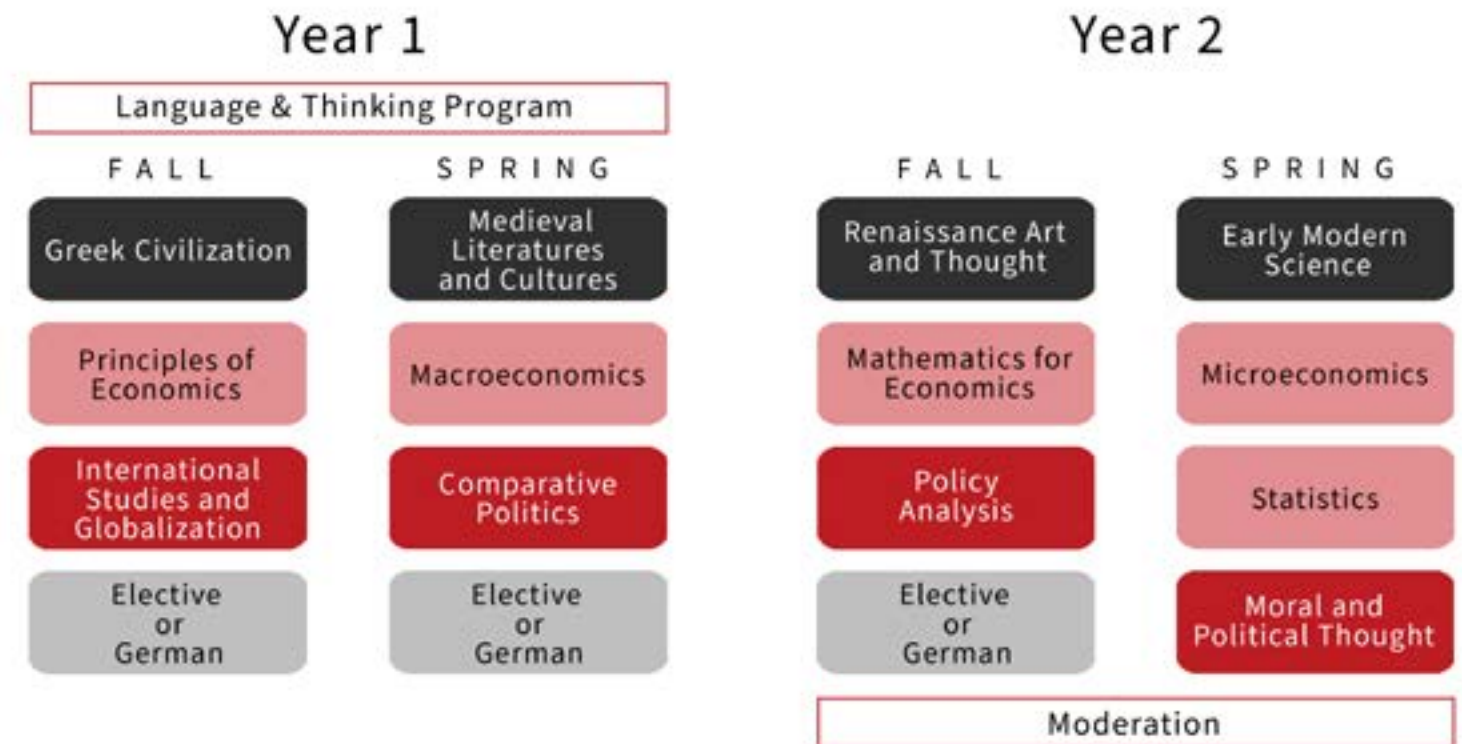 Year 1
Language & Thinking Program
FALL
Greek Civilization
Principles of
Economics
International
Studies and
Globalization
Elective
or
German
SPRING
Medieval
Literatures
and Cultures
Macroeconomics
Comparative
Politics
Elective
or
German
Year 2
FALL
Renaissance Art
and Thought
Mathematics for
Economics
Policy
Analysis
Elective
or
German
SPRING
Early Modern
Science
Microeconomics
Statistics
Moral and
Political Thought
Moderation